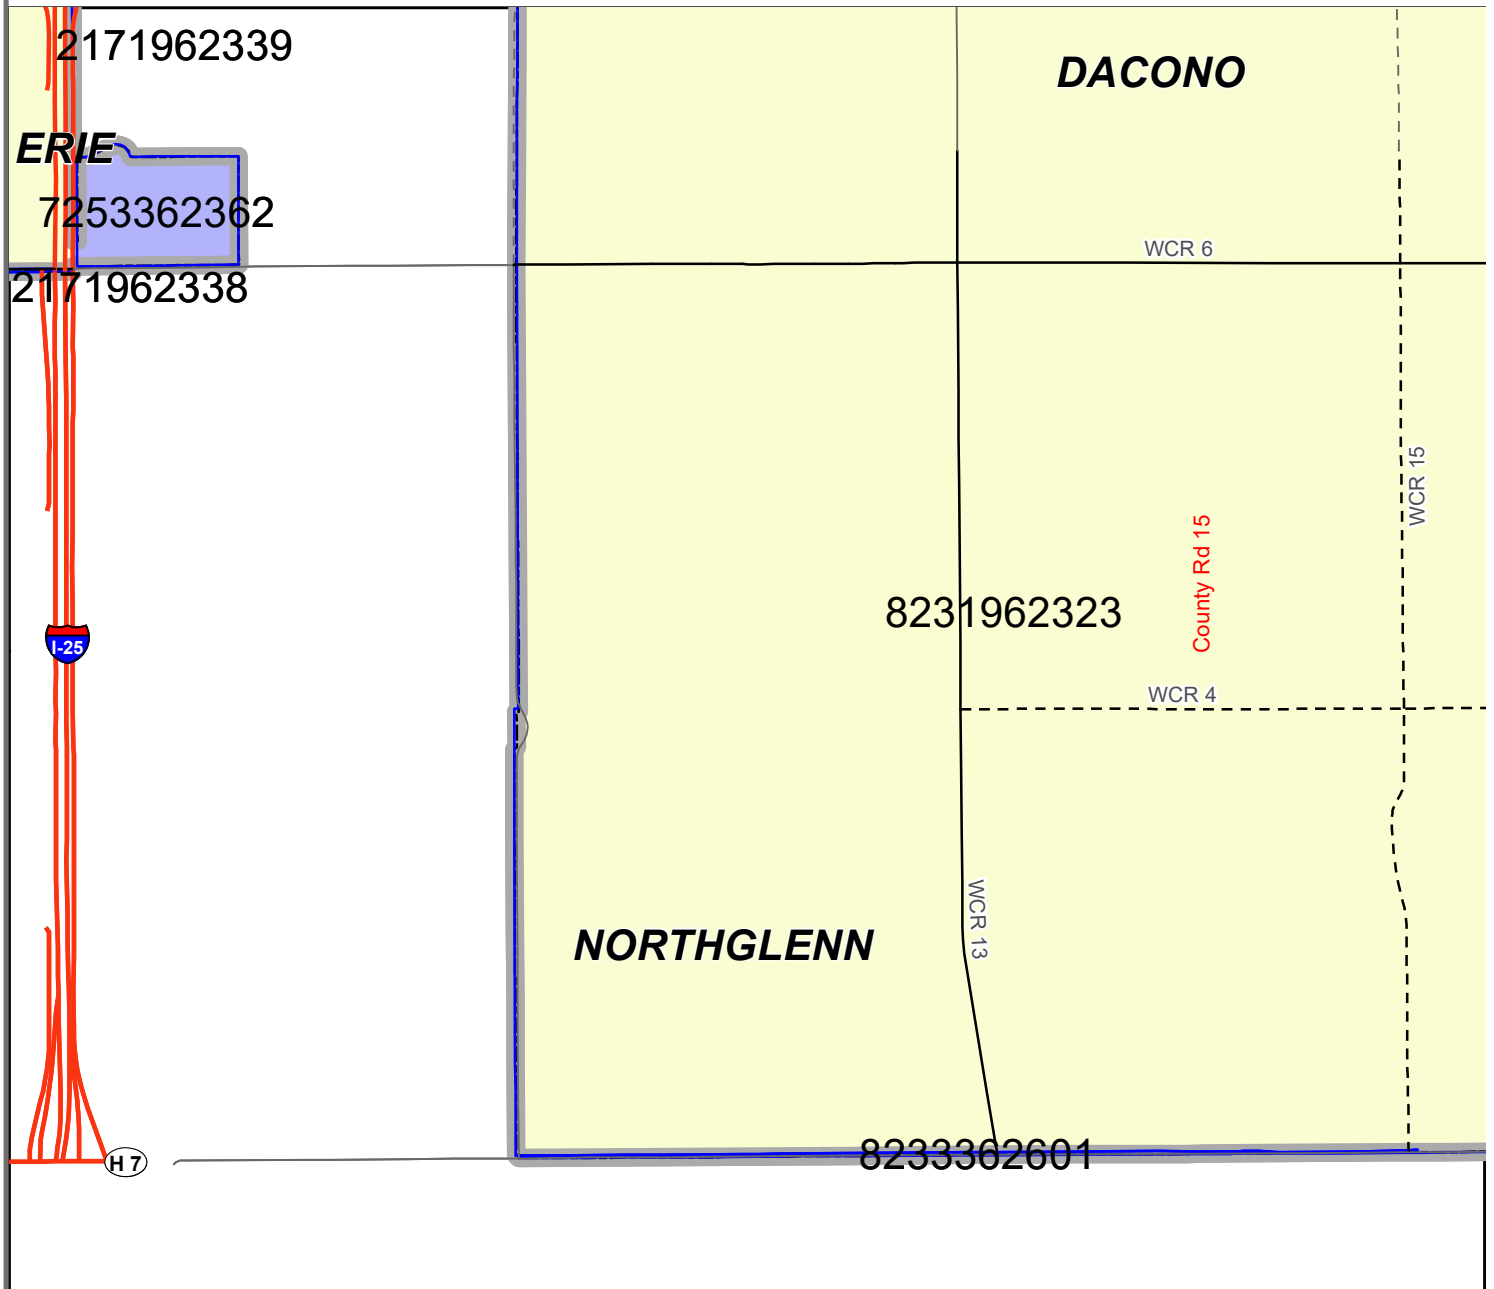 2171962339
DACONO
ERIE
7253362362
WCR 6
2171962338
WCR 15
County Rd 15
8231962323
I-25
WCR 4
WCR 13
NORTHGLENN
8233362601
H 7